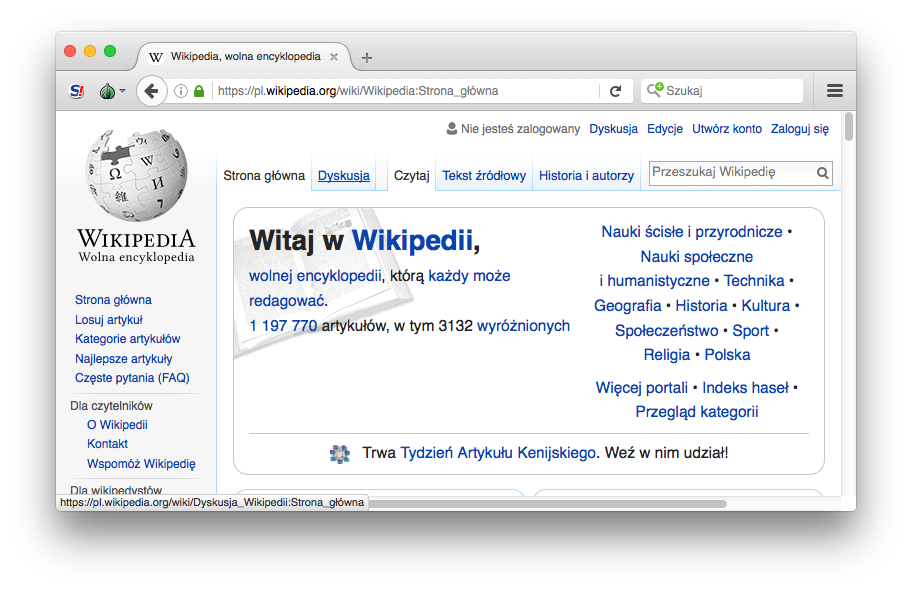 Wikipedia, wolna encyklopedia
https://pl.wikipedia.org/wiki/Wikipedia:Strona_główna
Szukaj
Nie jesteś zalogowany Dyskusja Edycje Utwórz konto Zaloguj się
Strona główna Dyskusja Czytaj Tekst źródłowy Historia i autorzy
Przeszukaj Wikipedię
WIKIPEDIA
Wolna encyklopedia
Strona główna
Losuj artykuł
Kategorie artykułów
Najlepsze artykuły
Częste pytania (FAQ)
Dla czytelników
O Wikipedii
Kontakt
Wspomóż Wikipedię
Dla wikipedystów
Witaj w Wikipedii,
wolnej encyklopedii, którą każdy może
redagować.
1 197 770 artykułów, w tym 3132 wyróżnionych
Nauki ścisłe i przyrodnicze •
Nauki społeczne
i humanistyczne • Technika •
Geografia • Historia • Kultura •
Społeczeństwo • Sport •
Religia • Polska
Więcej portali • Indeks haseł •
Przegląd kategorii
Trwa Tydzień Artykułu Kenijskiego. Weź w nim udział!
https://pl.wikipedia.org/wiki/Dyskusja_Wikipedii:Strona_główna